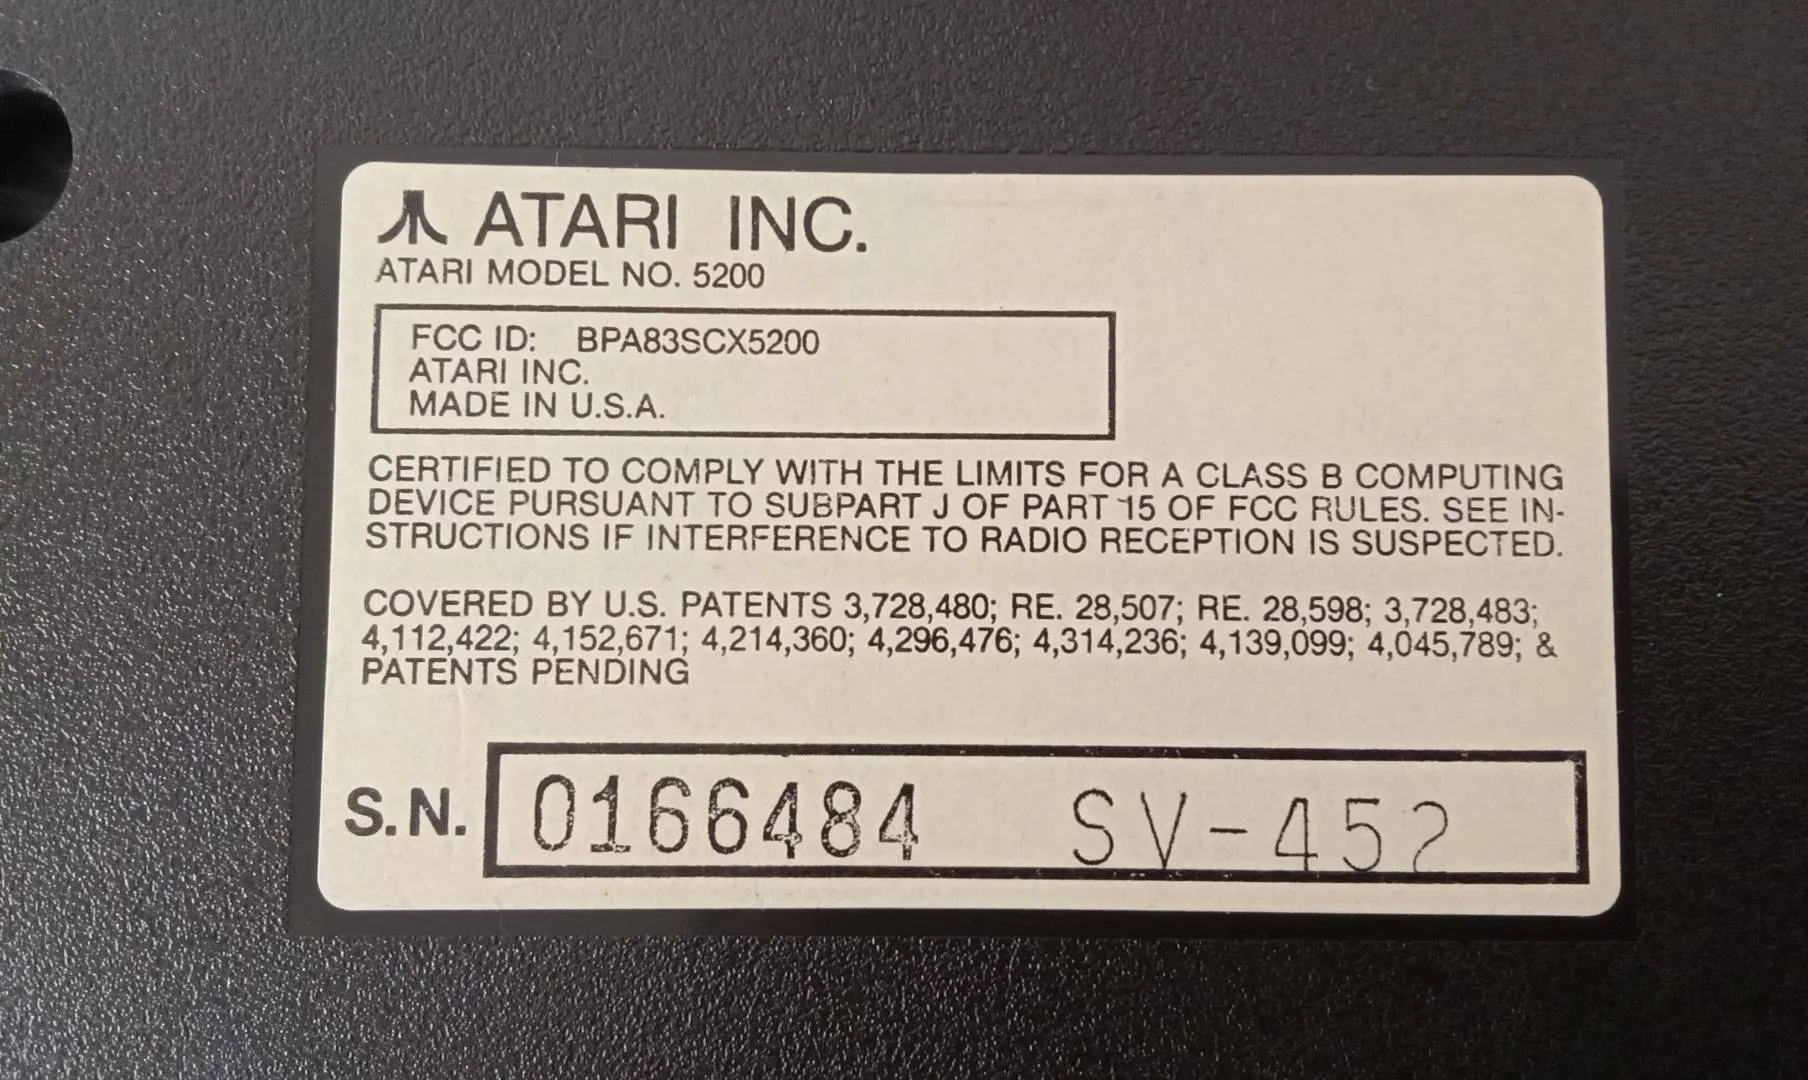 ATARI INC.
ATARI MODEL NO. 5200
FCC ID: BPA83SCX5200
ATARI INC.
MADE IN U.S.A.
CERTIFIED TO COMPLY WITH THE LIMITS FOR A CLASS B COMPUTING
DEVICE PURSUANT TO SUBPART J OF PART 15 OF FCC RULES. SEE IN-
STRUCTIONS IF INTERFERENCE TO RADIO RECEPTION IS SUSPECTED.
COVERED BY U.S. PATENTS 3,728,480; RE. 28,507; RE. 28,598; 3,728,483;
4,112,422; 4,152,671; 4,214,360; 4,296,476; 4,314,236; 4,139,099; 4,045,789; &
PATENTS PENDING
S.N. 0166484 SV-452